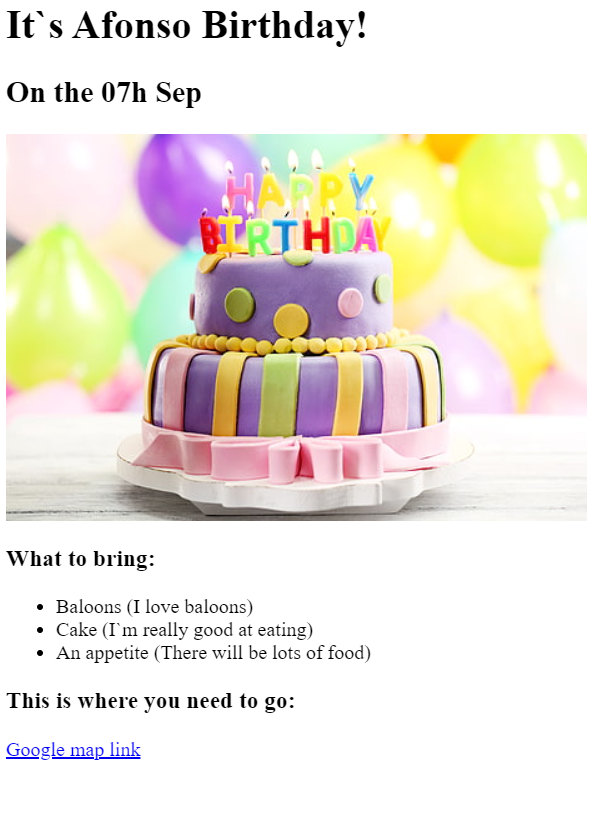 It`s Afonso Birthday!
On the 07h Sep
HAPPY
BIRTHDAY
What to bring:
Baloons (I love baloons)
Cake (I`m really good at eating)
An appetite (There will be lots of food)
This is where you need to go:
Google map link